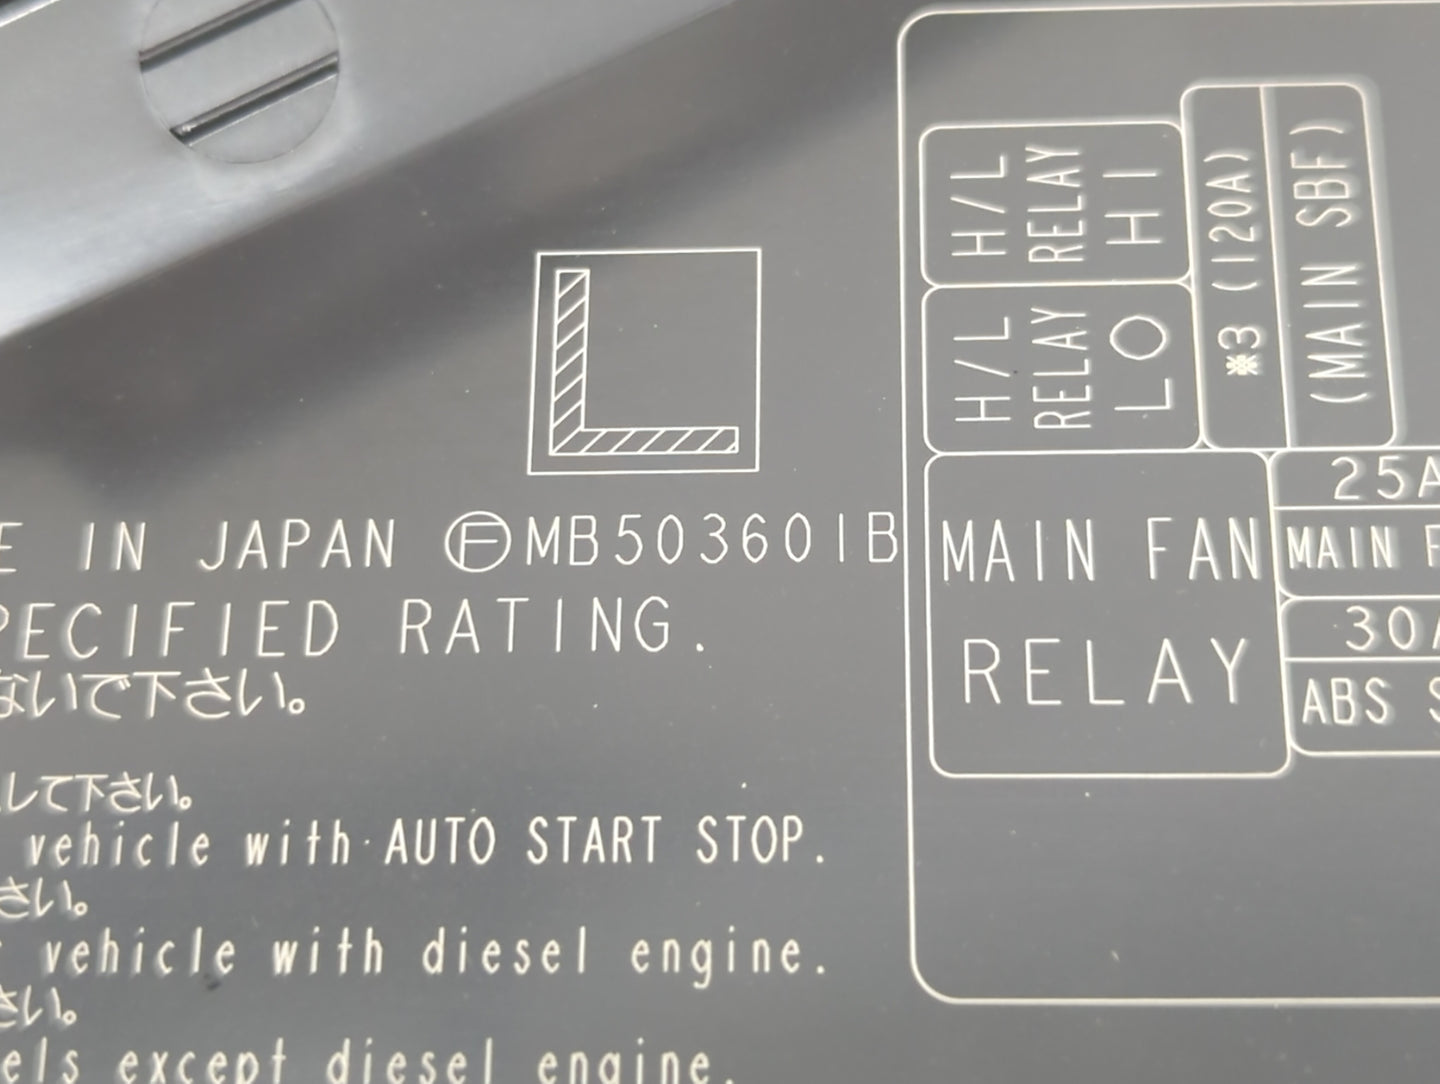 IN JAPAN ⒻMB503601B
SPECIFIED RATING.
ないで下さい。
して下さい。
vehicle with AUTO START STOP.
さい。
vehicle with diesel engine.
さい。
except diesel engine.
H/L
RELAY
HI
H/L
RELAY
LO
※3 (120A)
(MAIN SBF)
MAIN FAN
RELAY
25A
MAIN
30A
ABS